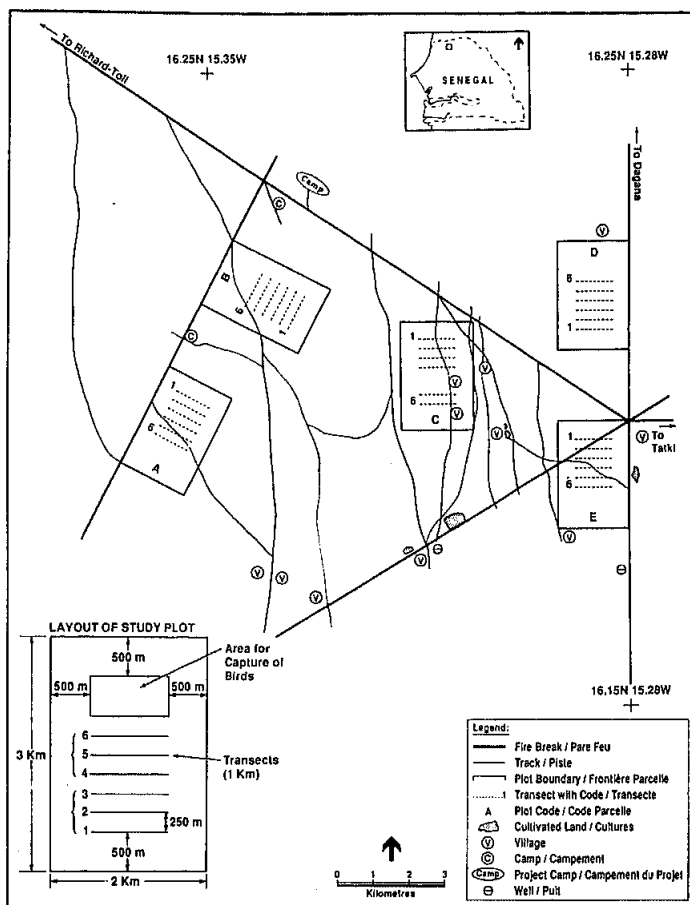 To Richard-Toll
16.25N 15.35W
16.25N 15.28W
SENEGAL
To Dagana
Camp
C
V
D
6
1
B
6
1
C
1
6
C
V
V
V
A
1
6
V
To Tatki
1
6
E
V
V
V
V
V
16.15N 15.28W
LAYOUT OF STUDY PLOT
500 m
Area for
Capture of
Birds
500 m
500 m
3 Km
6
5
4
3
2
1
Transects
(1 Km)
250 m
500 m
2 Km
0 1 2 3
Kilometres
Legend:
Fire Break / Pare Feu
Track / Piste
Plot Boundary / Frontière Parcelle
1 Transect with Code / Transecte
A Plot Code / Code Parcelle
Cultivated Land / Cultures
V Village
C Camp / Campement
Camp Project Camp / Campement du Projet
Well / Puit